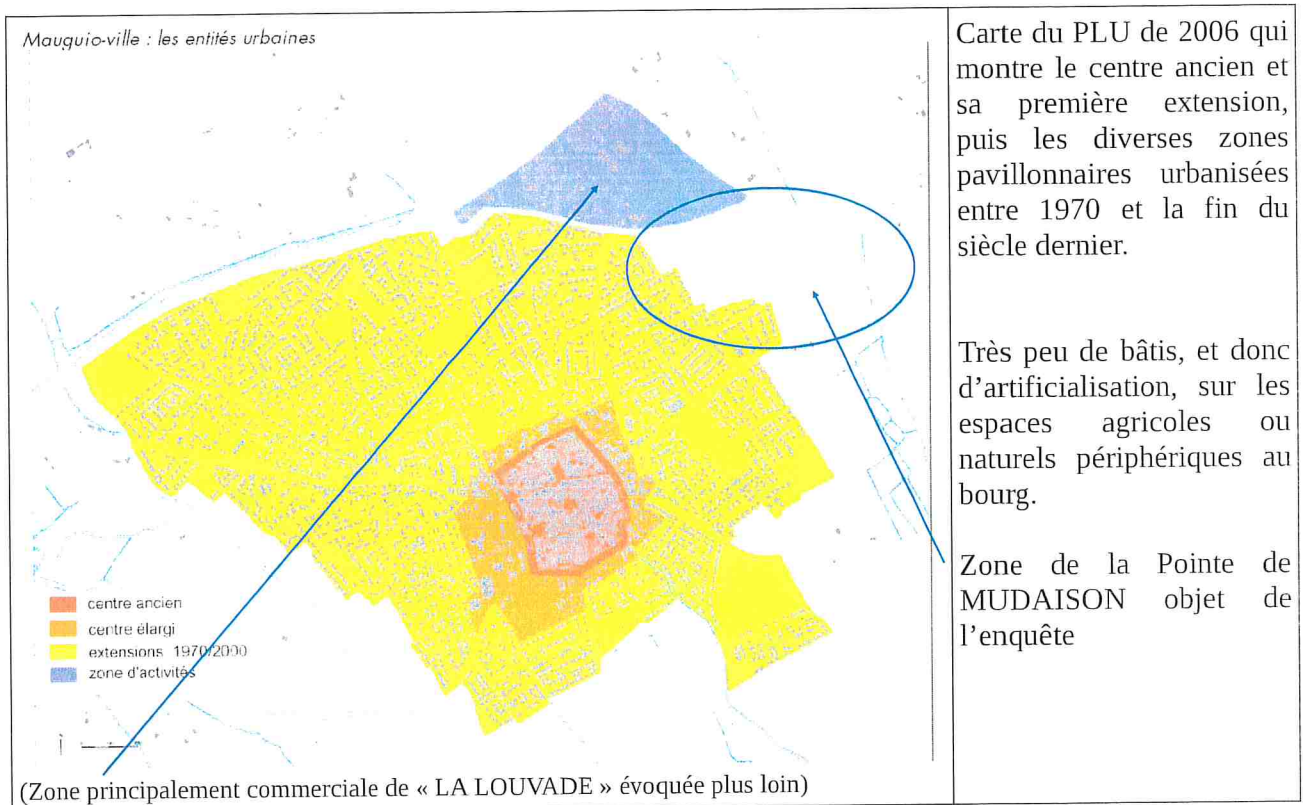 Mauguio-ville : les entités urbaines
centre ancien
centre élargi
extensions 1970/2000
zone d'activités
(Zone principalement commerciale de « LA LOUVADE » évoquée plus loin)
Carte du PLU de 2006 qui
montre le centre ancien et
sa première extension,
puis les diverses zones
pavillonnaires urbanisées
entre 1970 et la fin du
siècle dernier.
Très peu de bâtis, et donc
d'artificialisation, sur les
espaces agricoles ou
naturels périphériques au
bourg.
Zone de la Pointe de
MUDAISON objet de
l'enquête